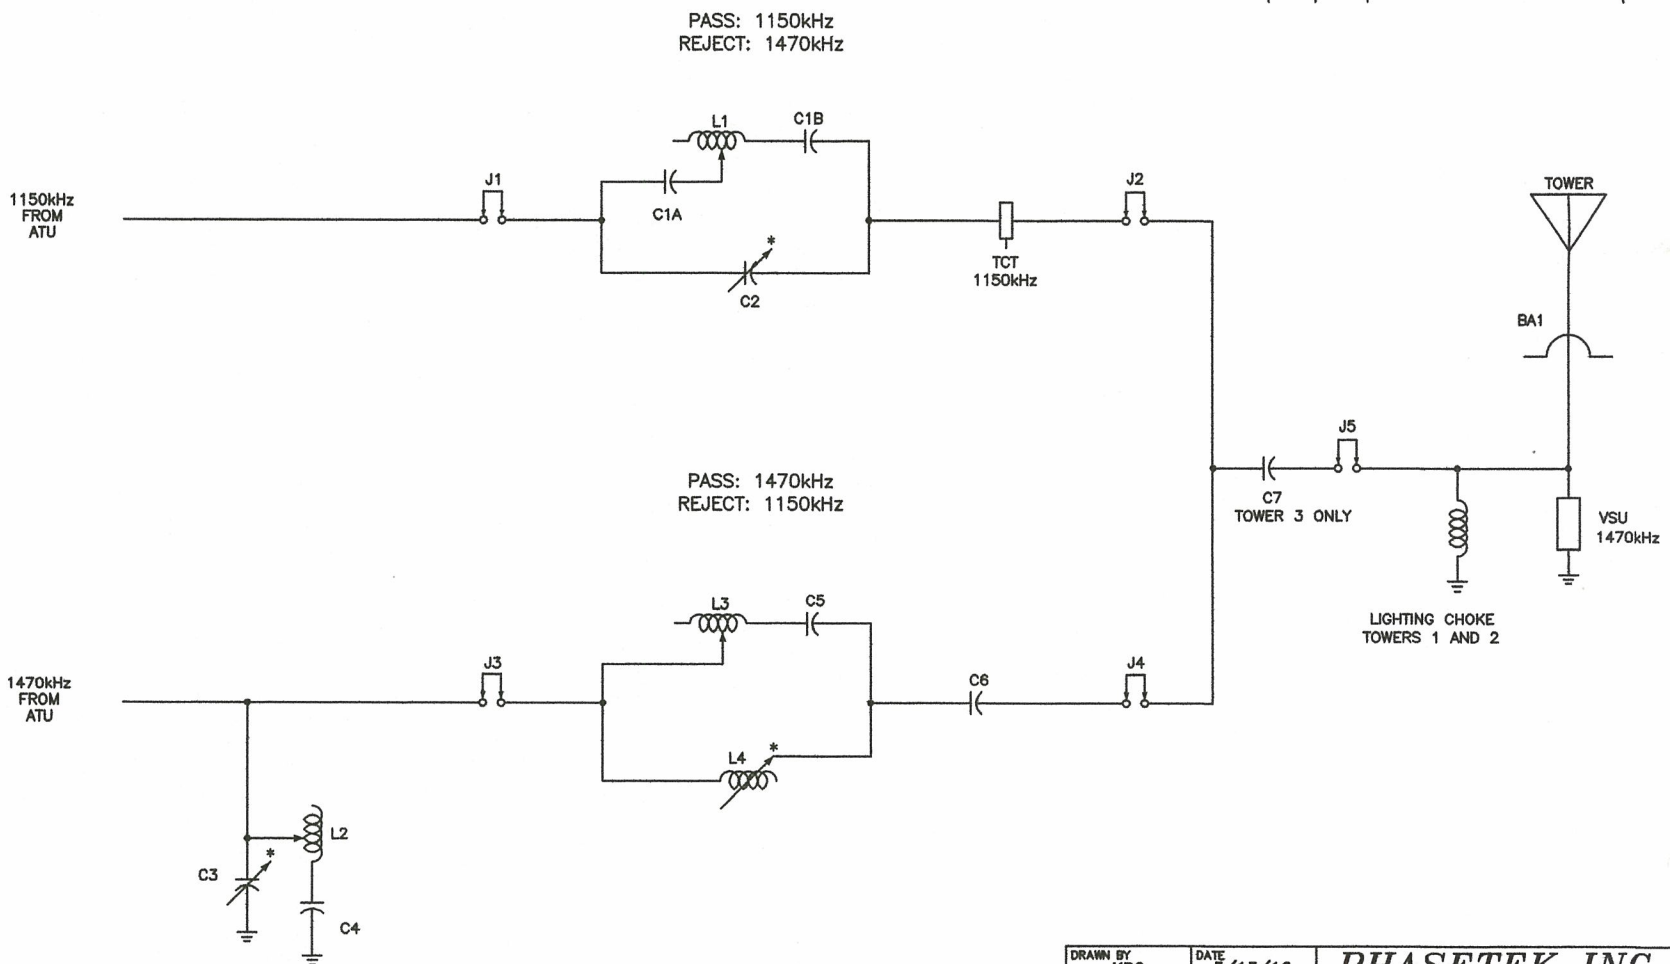 PASS: 1150kHz
REJECT: 1470kHz
L1
C1B
J1
C1A
J2
1150kHz
FROM
ATU
TOWER
*
C2
TCT
1150kHz
BA1
PASS: 1470kHz
REJECT: 1150kHz
J5
C7
TOWER 3 ONLY
VSU
1470kHz
LIGHTING CHOKE
TOWERS 1 AND 2
L3
C5
J3
J4
C6
1470kHz
FROM
ATU
*
L4
L2
*
C3
C4
DRAWN BY
DATE
PHASETEK INC